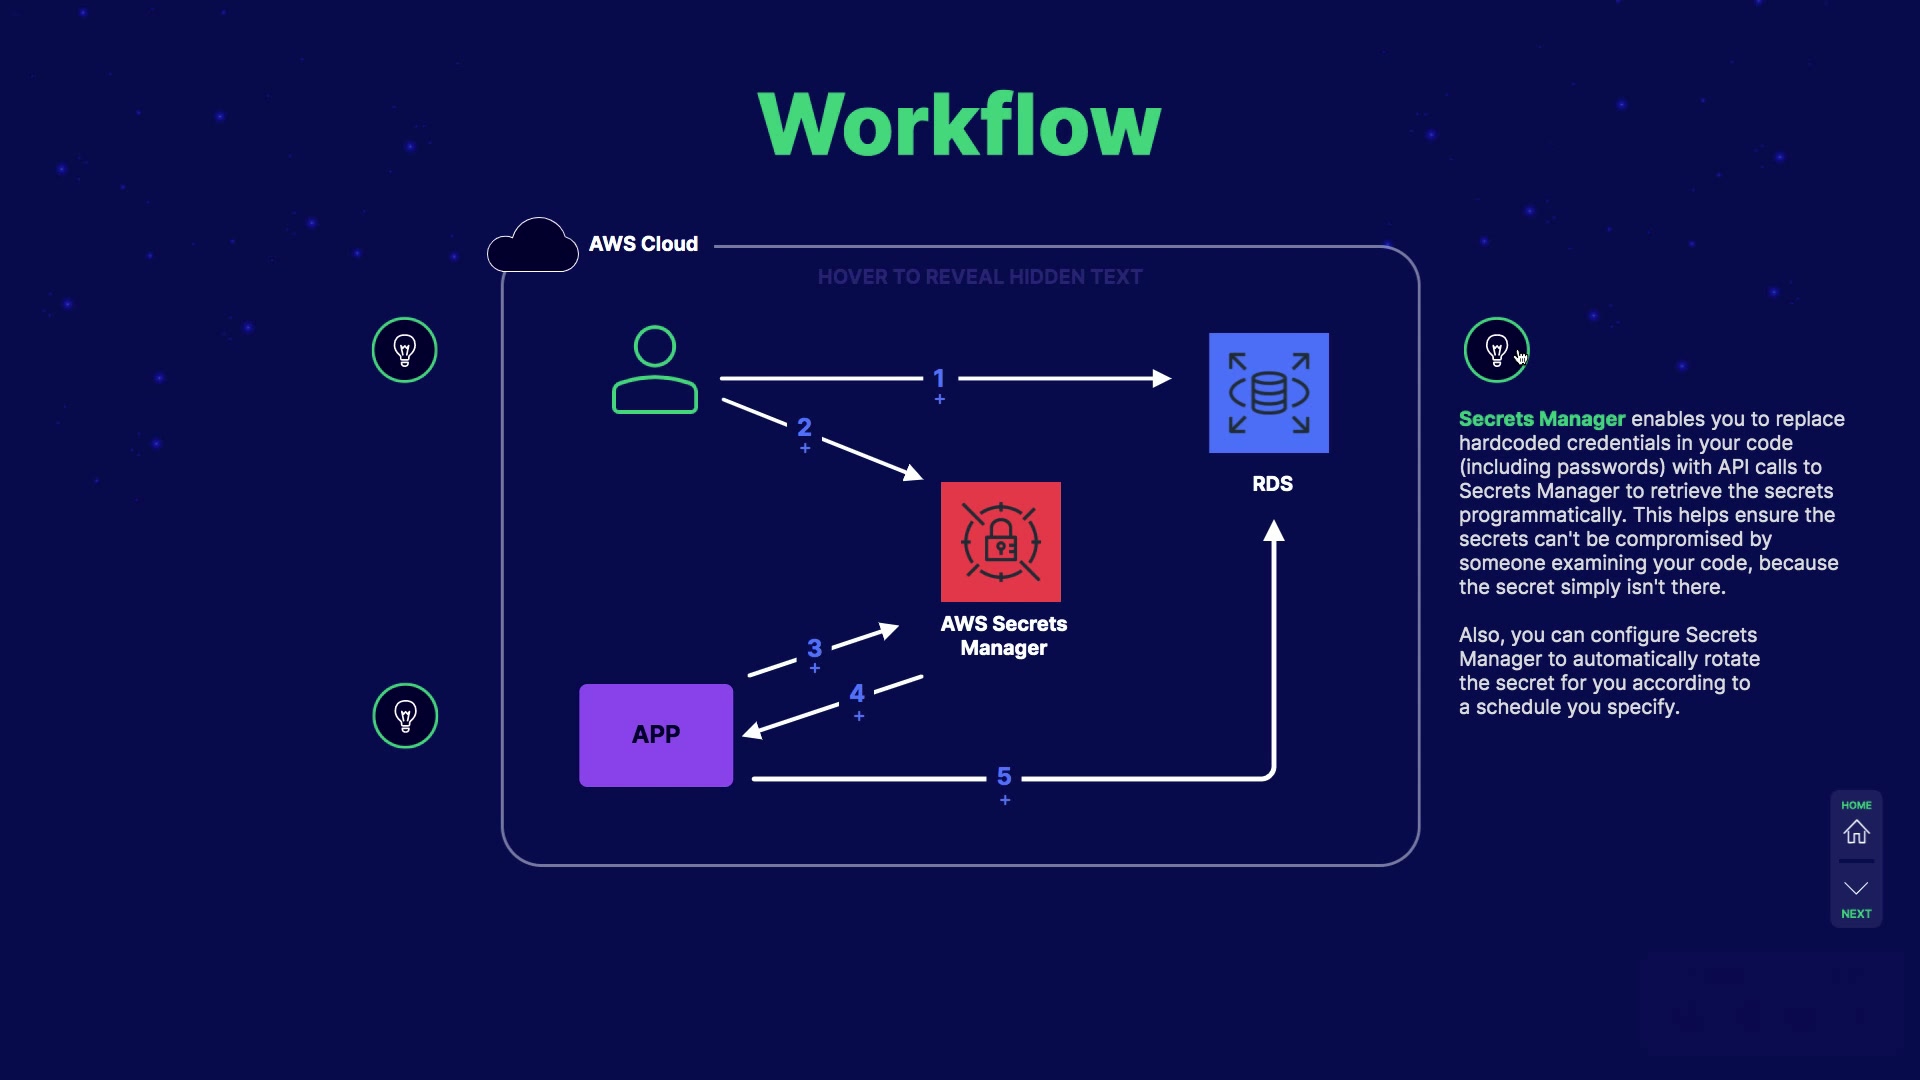 Workflow
AWS Cloud
HOVER TO REVEAL HIDDEN TEXT
1
+
2
+
RDS
AWS Secrets
Manager
3
+
4
+
APP
5
+
Secrets Manager enables you to replace
hardcoded credentials in your code
(including passwords) with API calls to
Secrets Manager to retrieve the secrets
programmatically. This helps ensure the
secrets can't be compromised by
someone examining your code, because
the secret simply isn't there.
Also, you can configure Secrets
Manager to automatically rotate
the secret for you according to
a schedule you specify.
HOME
NEXT